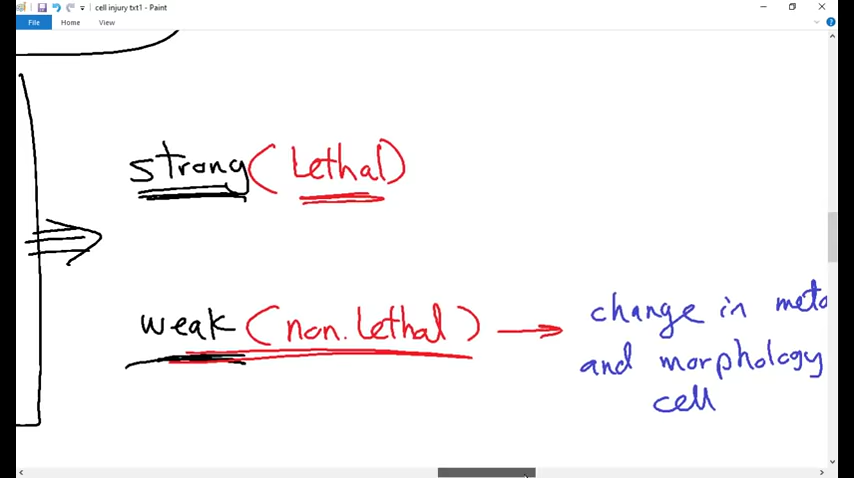 cell injury txt1 - Paint
File Home View
strong (Lethal)
weak (non.Lethal)
change in
and morphology
cell